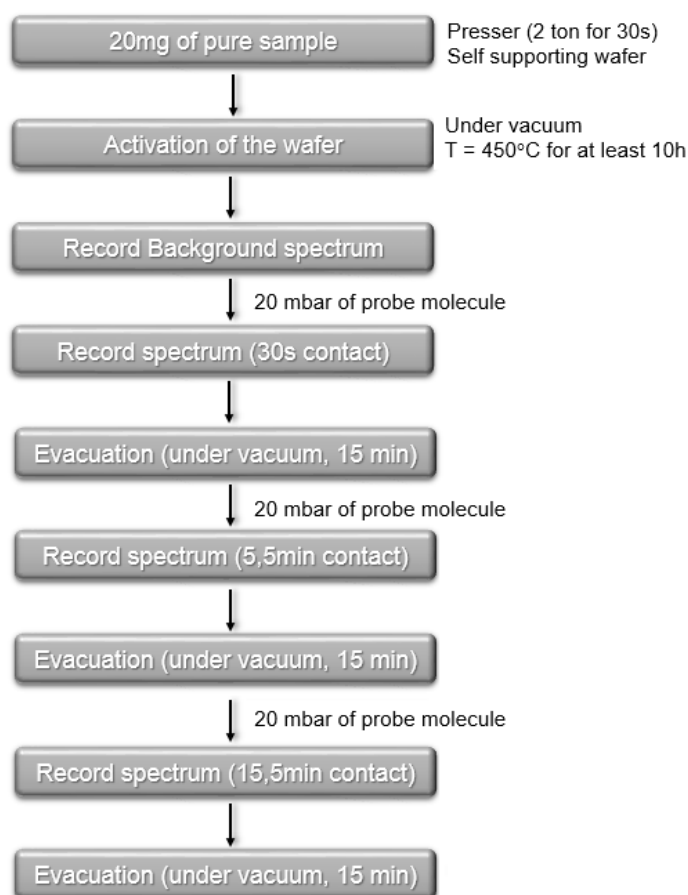 20mg of pure sample
Presser (2 ton for 30s)
Self supporting wafer
Activation of the wafer
Under vacuum
T = 450°C for at least 10h
Record Background spectrum
20 mbar of probe molecule
Record spectrum (30s contact)
Evacuation (under vacuum, 15 min)
20 mbar of probe molecule
Record spectrum (5,5min contact)
Evacuation (under vacuum, 15 min)
20 mbar of probe molecule
Record spectrum (15,5min contact)
Evacuation (under vacuum, 15 min)